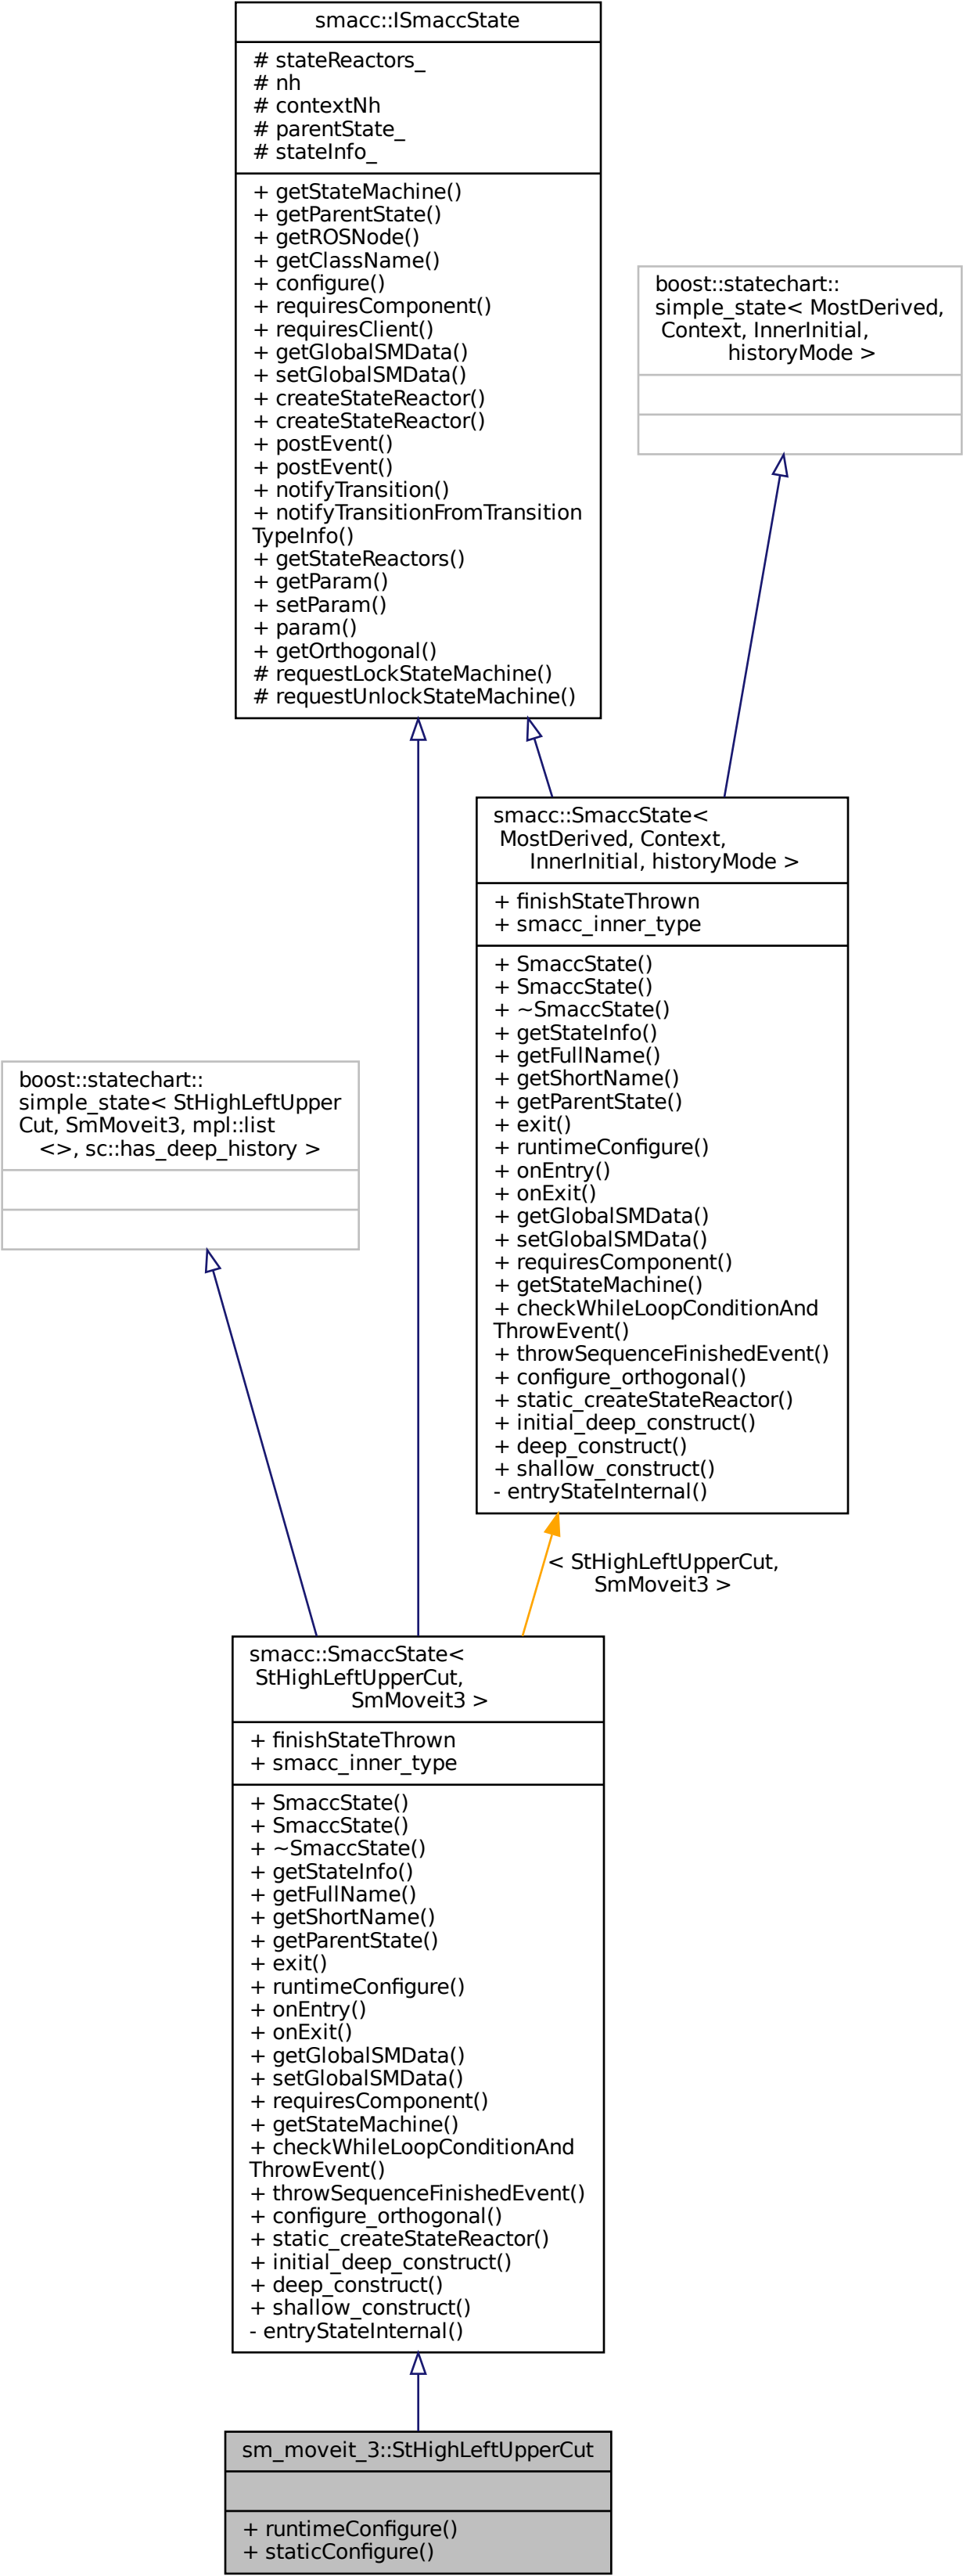 smacc::ISmaccState
# stateReactors_
# nh
# contextNh
# parentState_
# stateInfo_
+ getStateMachine()
+ getParentState()
+ getROSNode()
+ getClassName()
+ configure()
+ requiresComponent()
+ requiresClient()
+ getGlobalSMData()
+ setGlobalSMData()
+ createStateReactor()
+ createStateReactor()
+ postEvent()
+ postEvent()
+ notifyTransition()
+ notifyTransitionFromTransition
TypeInfo()
+ getStateReactors()
+ getParam()
+ setParam()
+ param()
+ getOrthogonal()
# requestLockStateMachine()
# requestUnlockStateMachine()
boost::statechart::
simple_state< MostDerived,
Context, InnerInitial,
historyMode >
smacc::SmaccState<
MostDerived, Context,
InnerInitial, historyMode >
+ finishStateThrown
+ smacc_inner_type
+ SmaccState()
+ SmaccState()
+ ~SmaccState()
+ getStateInfo()
+ getFullName()
+ getShortName()
+ getParentState()
+ exit()
+ runtimeConfigure()
+ onEntry()
+ onExit()
+ getGlobalSMData()
+ setGlobalSMData()
+ requiresComponent()
+ getStateMachine()
+ checkWhileLoopConditionAnd
ThrowEvent()
+ throwSequenceFinishedEvent()
+ configure_orthogonal()
+ static_createStateReactor()
+ initial_deep_construct()
+ deep_construct()
+ shallow_construct()
- entryStateInternal()
boost::statechart::
simple_state< StHighLeftUpper
Cut, SmMoveit3, mpl::list
<>, sc::has_deep_history >
< StHighLeftUpperCut,
SmMoveit3 >
smacc::SmaccState<
StHighLeftUpperCut,
SmMoveit3 >
+ finishStateThrown
+ smacc_inner_type
+ SmaccState()
+ SmaccState()
+ ~SmaccState()
+ getStateInfo()
+ getFullName()
+ getShortName()
+ getParentState()
+ exit()
+ runtimeConfigure()
+ onEntry()
+ onExit()
+ getGlobalSMData()
+ setGlobalSMData()
+ requiresComponent()
+ getStateMachine()
+ checkWhileLoopConditionAnd
ThrowEvent()
+ throwSequenceFinishedEvent()
+ configure_orthogonal()
+ static_createStateReactor()
+ initial_deep_construct()
+ deep_construct()
+ shallow_construct()
- entryStateInternal()
sm_moveit_3::StHighLeftUpperCut
+ runtimeConfigure()
+ staticConfigure()